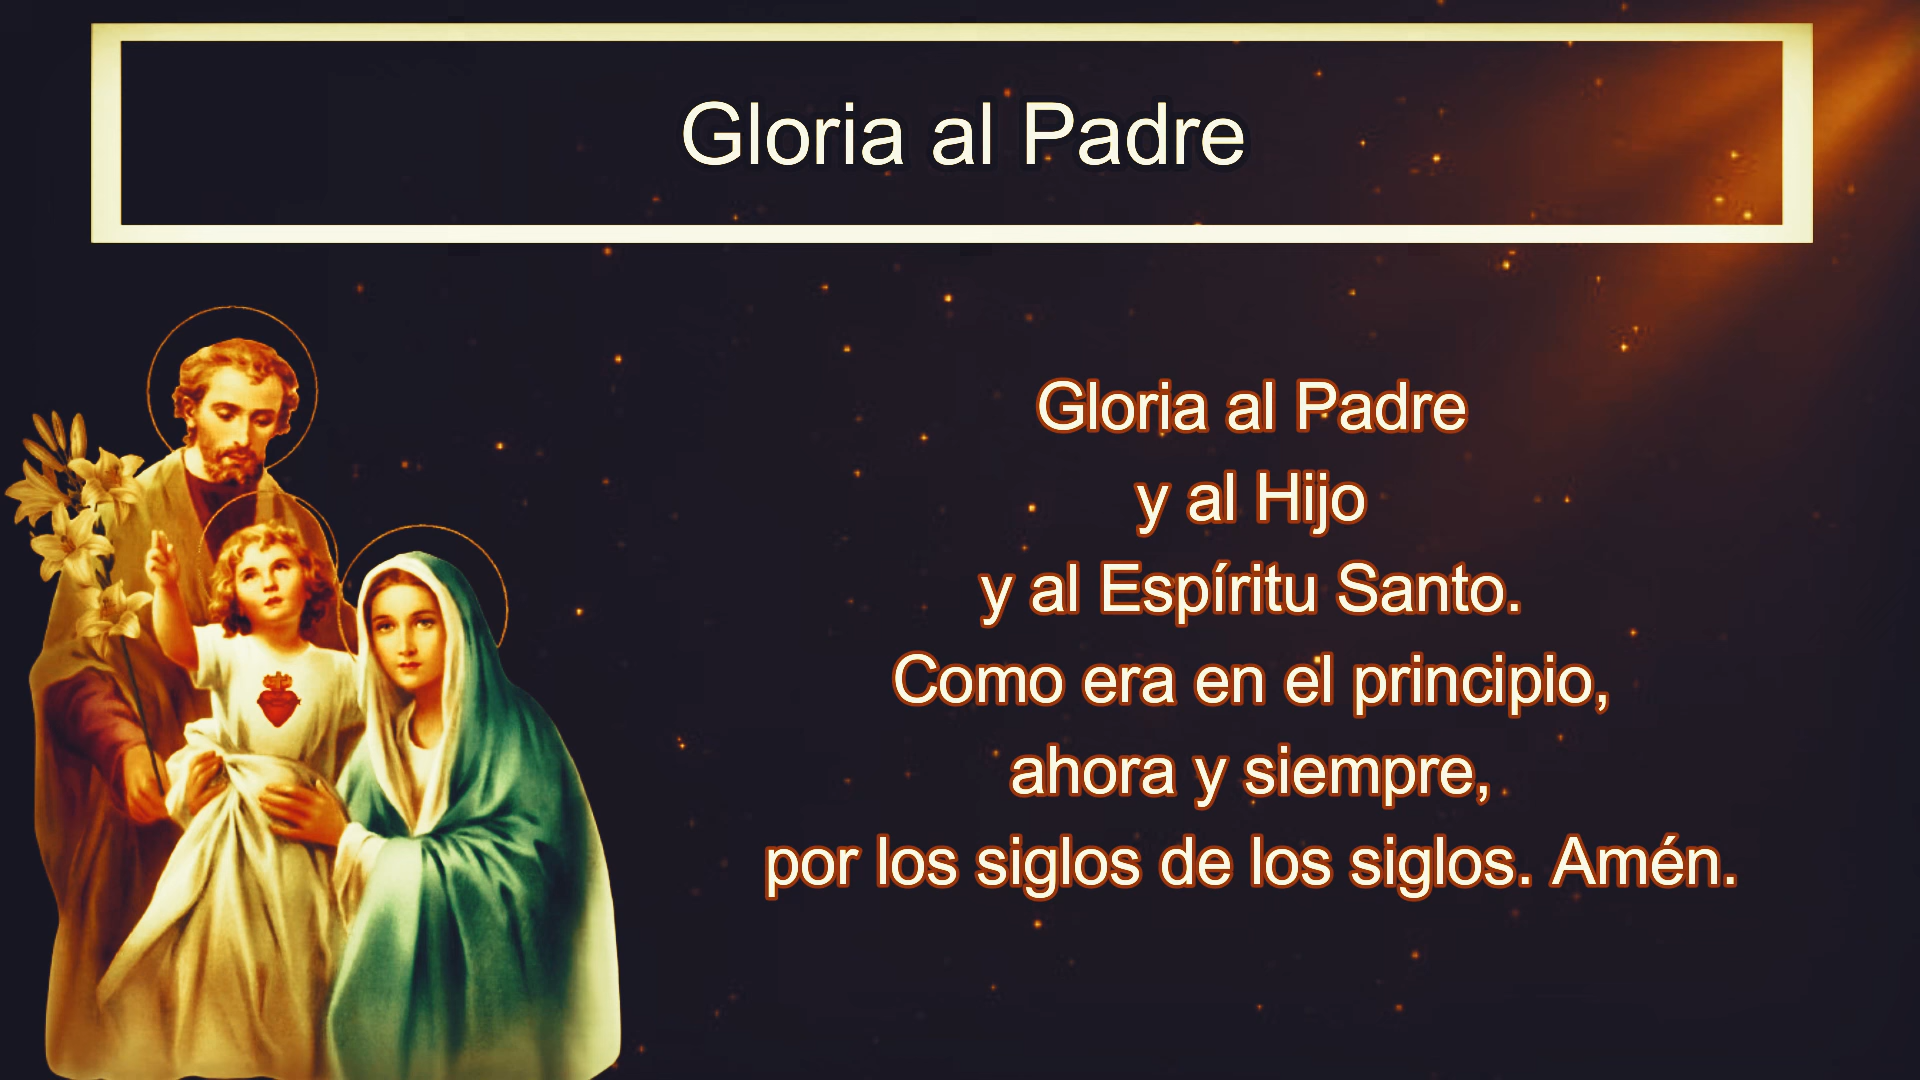 Gloria al Padre
Gloria al Padre
y al Hijo
y al Espíritu Santo.
Como era en el principio,
ahora y siempre,
por los siglos de los siglos. Amén.